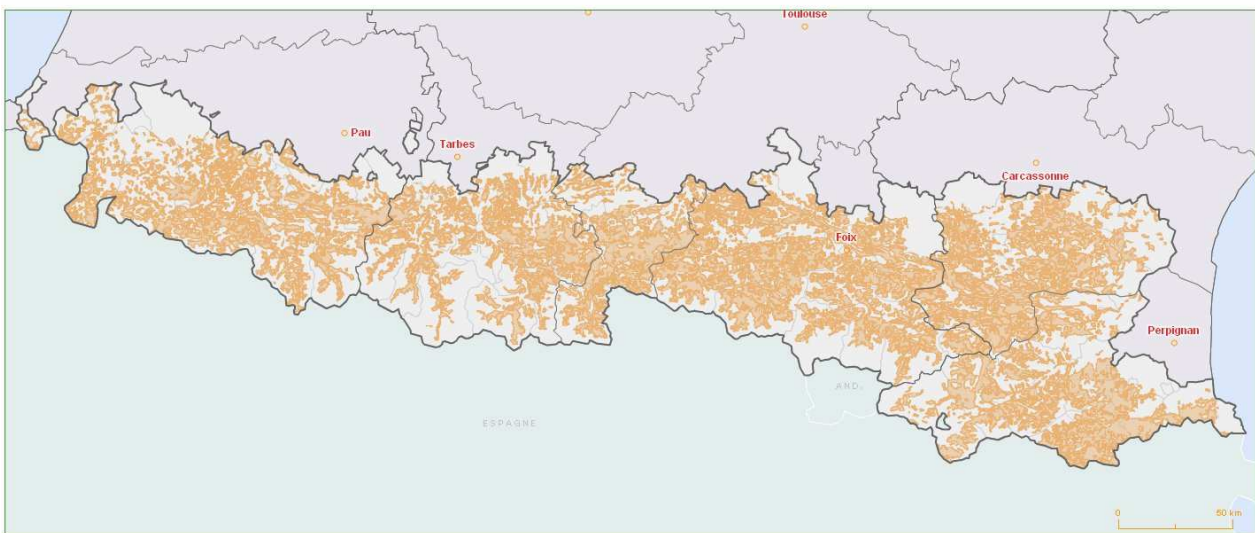 Toulouse
Pau
Tarbes
Carcassonne
Foix
Perpignan
AND.
ESPAGNE
0 50 km